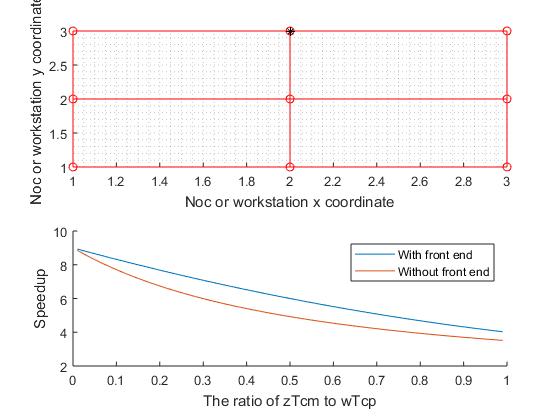 Noc or workstation y coordinate
3
2.5
2
1.5
1
1 1.2 1.4 1.6 1.8 2 2.2 2.4 2.6 2.8 3
Noc or workstation x coordinate
Speedup
10
8
6
4
2
With front end
Without front end
0 0.1 0.2 0.3 0.4 0.5 0.6 0.7 0.8 0.9 1
The ratio of zTcm to wTcp